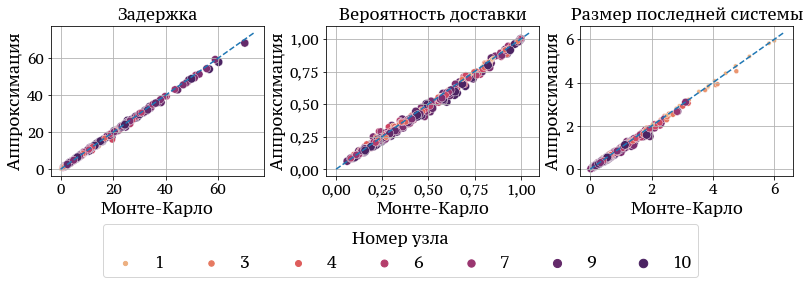 Задержка
Аппроксимация
60
40
20
0
0 20 40 60
Монте-Карло
Вероятность доставки
Аппроксимация
1,00
0,75
0,50
0,25
0,00
0,00 0,25 0,50 0,75 1,00
Монте-Карло
Размер последней системы
Аппроксимация
6
4
2
0
0 2 4 6
Монте-Карло
Номер узла
1 3 4 6 7 9 10